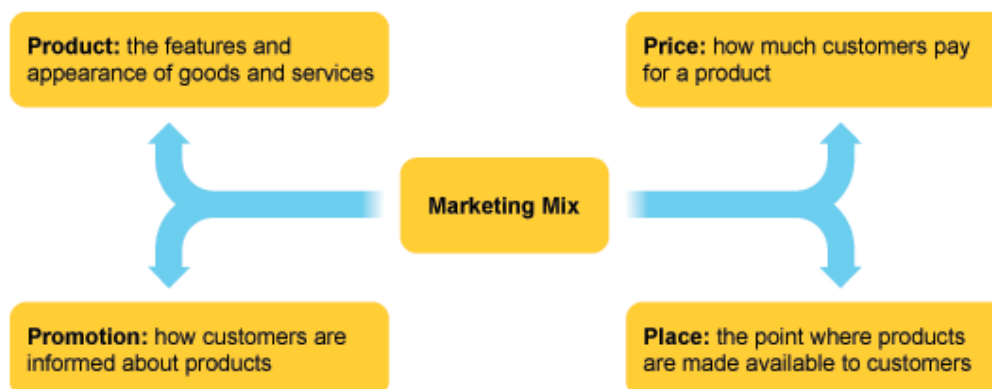 Product: the features and
appearance of goods and services
Price: how much customers pay
for a product
Marketing Mix
Promotion: how customers are
informed about products
Place: the point where products
are made available to customers